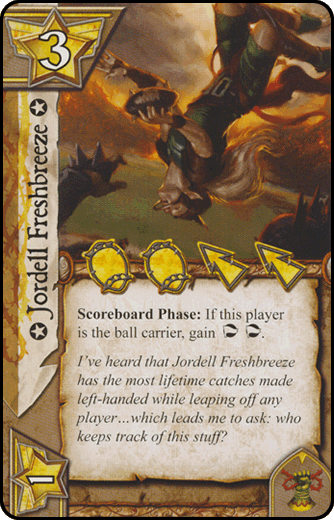 3
✪ Jordell Freshbreeze ✪
Scoreboard Phase: If this player
is the ball carrier, gain
I've heard that Jordell Freshbreeze
has the most lifetime catches made
left-handed while leaping off any
player…which leads me to ask: who
keeps track of this stuff?
1